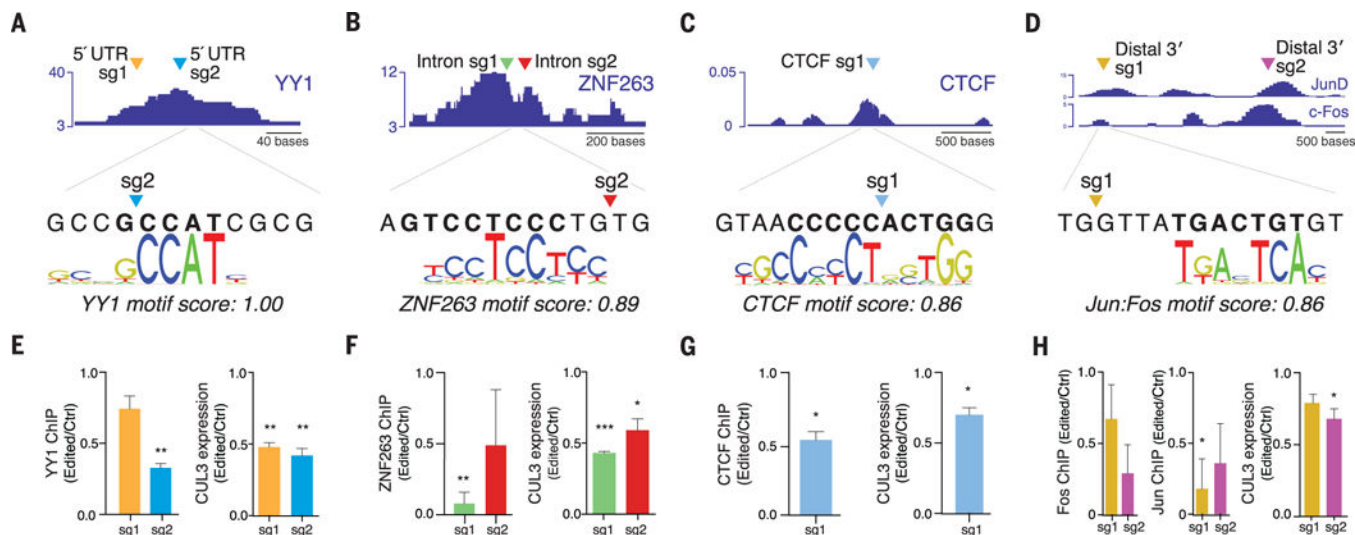 A
B
C
D
5′ UTR sg1
5′ UTR sg2
40
3
YY1
40 bases
Intron sg1
Intron sg2
12
3
ZNF263
200 bases
CTCF sg1
0.05
0
CTCF
500 bases
Distal 3′ sg1
Distal 3′ sg2
15
0
JunD
5
0
c-Fos
500 bases
sg2
GCCGCCATCGCG
GCCAT
YY1 motif score: 1.00
sg2
AGTCCTCCCTGTG
TCCTCCTCC
ZNF263 motif score: 0.89
sg1
GTAACCCCCACTGGG
ZNF
CTCF motif score: 0.86
sg1
TGGTTATGACTGTGT
TGACTCA
Jun:Fos motif score: 0.86
E
YY1 ChIP (Edited/Ctrl)
1.0
0.5
0.0
**
sg1 sg2
CUL3 expression (Edited/Ctrl)
1.0
0.5
0.0
** **
sg1 sg2
F
ZNF263 ChIP (Edited/Ctrl)
1.0
0.5
0.0
**
sg1 sg2
CUL3 expression (Edited/Ctrl)
1.0
0.5
0.0
*** *
sg1 sg2
G
CTCF ChIP (Edited/Ctrl)
1.0
0.5
0.0
*
sg1
CUL3 expression (Edited/Ctrl)
1.0
0.5
0.0
*
sg1
H
Fos ChIP (Edited/Ctrl)
1.0
0.5
0.0
sg1 sg2
Jun ChIP (Edited/Ctrl)
1.0
0.5
0.0
*
sg1 sg2
CUL3 expression (Edited/Ctrl)
1.0
0.5
0.0
*
sg1 sg2